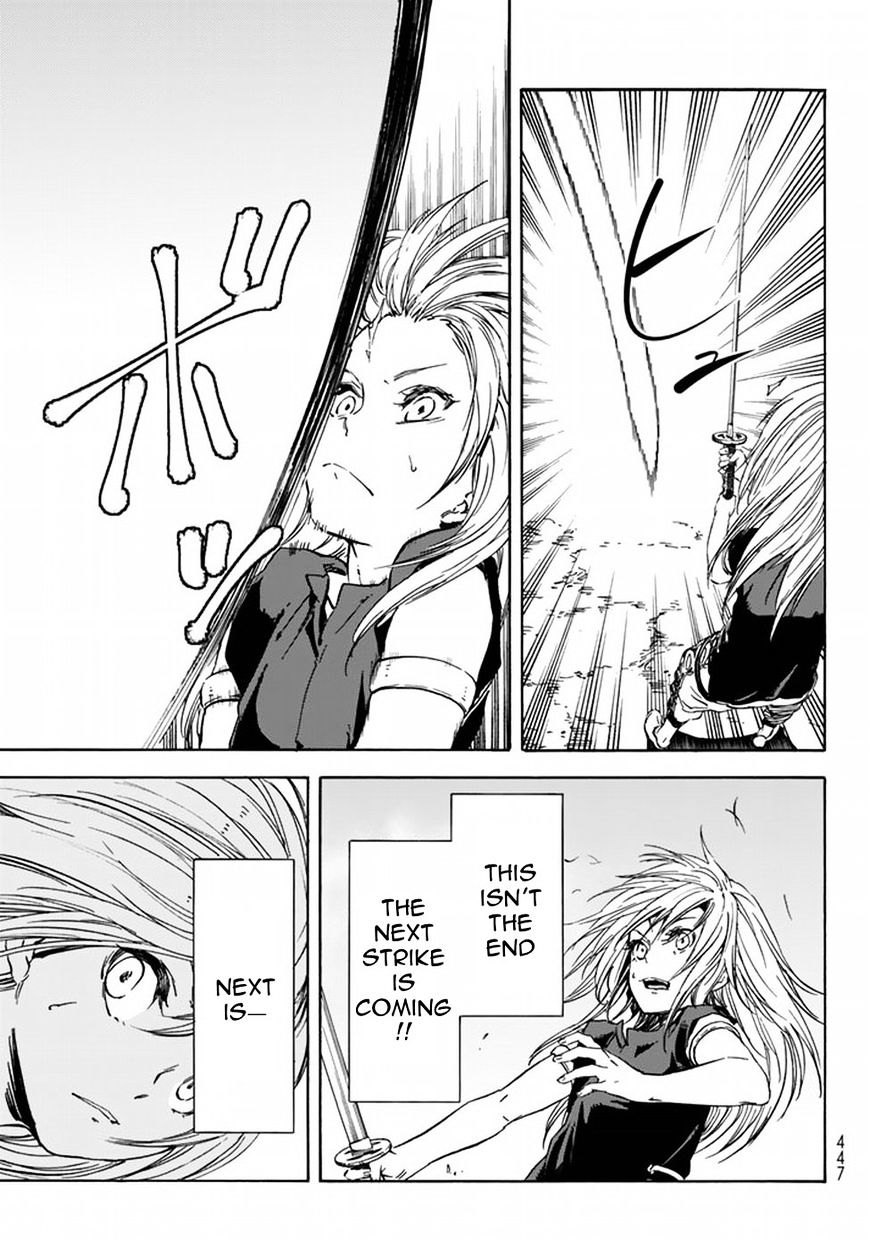 ヒュ
ボッ
THIS
ISN'T
THE
END
THE
NEXT
STRIKE
IS
COMING
!!
NEXT
IS—
447